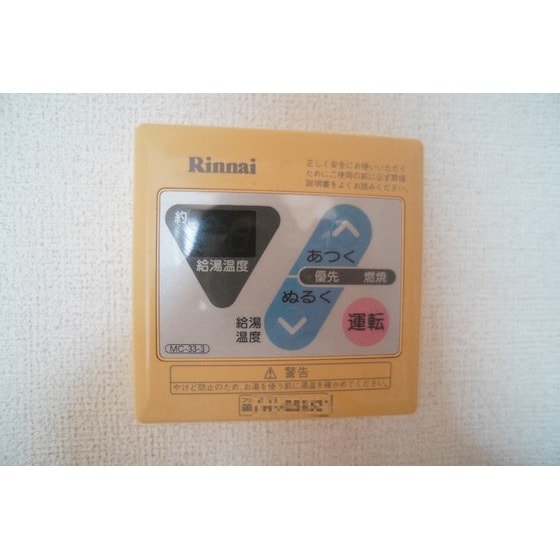 Rinnai
正しく安全にお使いいただく
ためにご使用の前に必ず取扱
説明書をよくお読みください。
約
給湯温度
あつく
優先 燃焼
ぬるく
給湯
温度
運転
MC-33-3
警告
やけど防止のため、お湯を使う前に湯温を確かめてください。